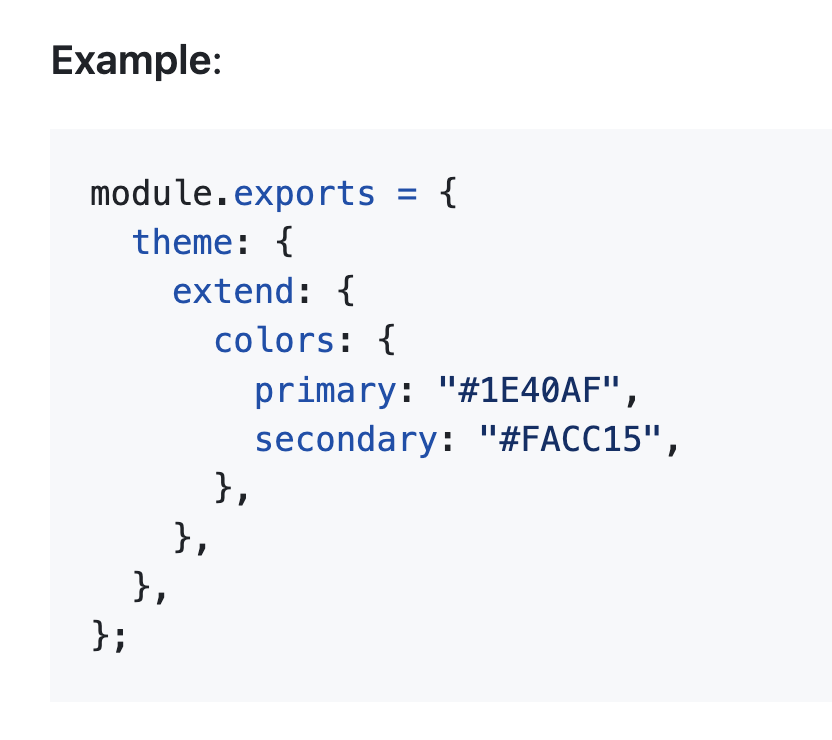 Example:
module.exports = {
  theme: {
    extend: {
      colors: {
        primary: "#1E40AF",
        secondary: "#FACC15",
      },
    },
  },
};